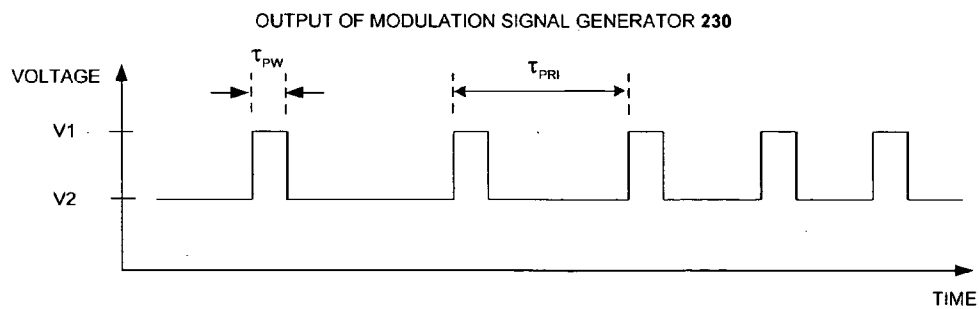 OUTPUT OF MODULATION SIGNAL GENERATOR 230
τPW
τPRI
VOLTAGE
V1
V2
TIME